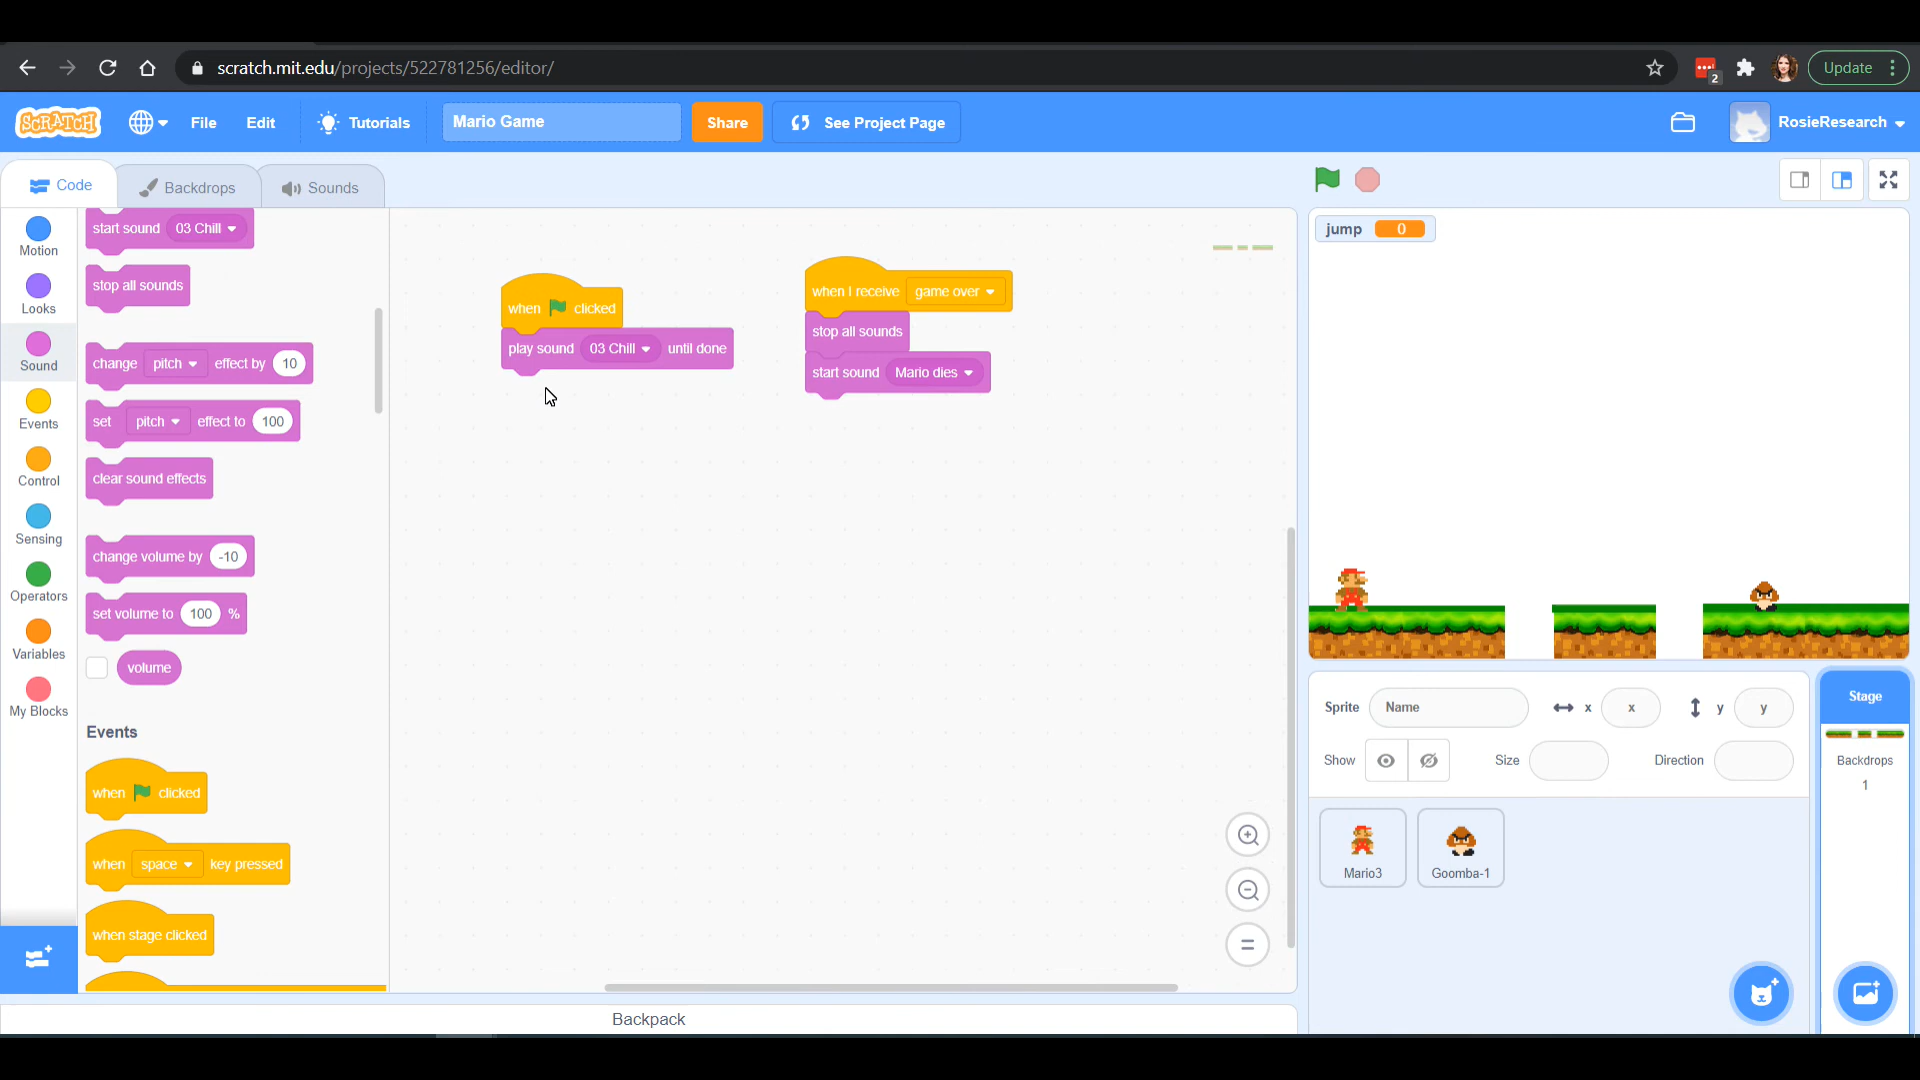 scratch.mit.edu/projects/522781256/editor/
2
Update
SCRATCH
File
Edit
Tutorials
Mario Game
Share
See Project Page
RosieResearch
Code
Backdrops
Sounds
Motion
Looks
Sound
Events
Control
Sensing
Operators
Variables
My Blocks
start sound 03 Chill
stop all sounds
change pitch effect by 10
set pitch effect to 100
clear sound effects
change volume by -10
set volume to 100 %
volume
Events
when clicked
when space key pressed
when stage clicked
when clicked
play sound 03 Chill until done
when I receive game over
stop all sounds
start sound Mario dies
jump 0
Sprite Name x x y y
Show Size Direction
Mario3
Goomba-1
Stage
Backdrops
1
Backpack